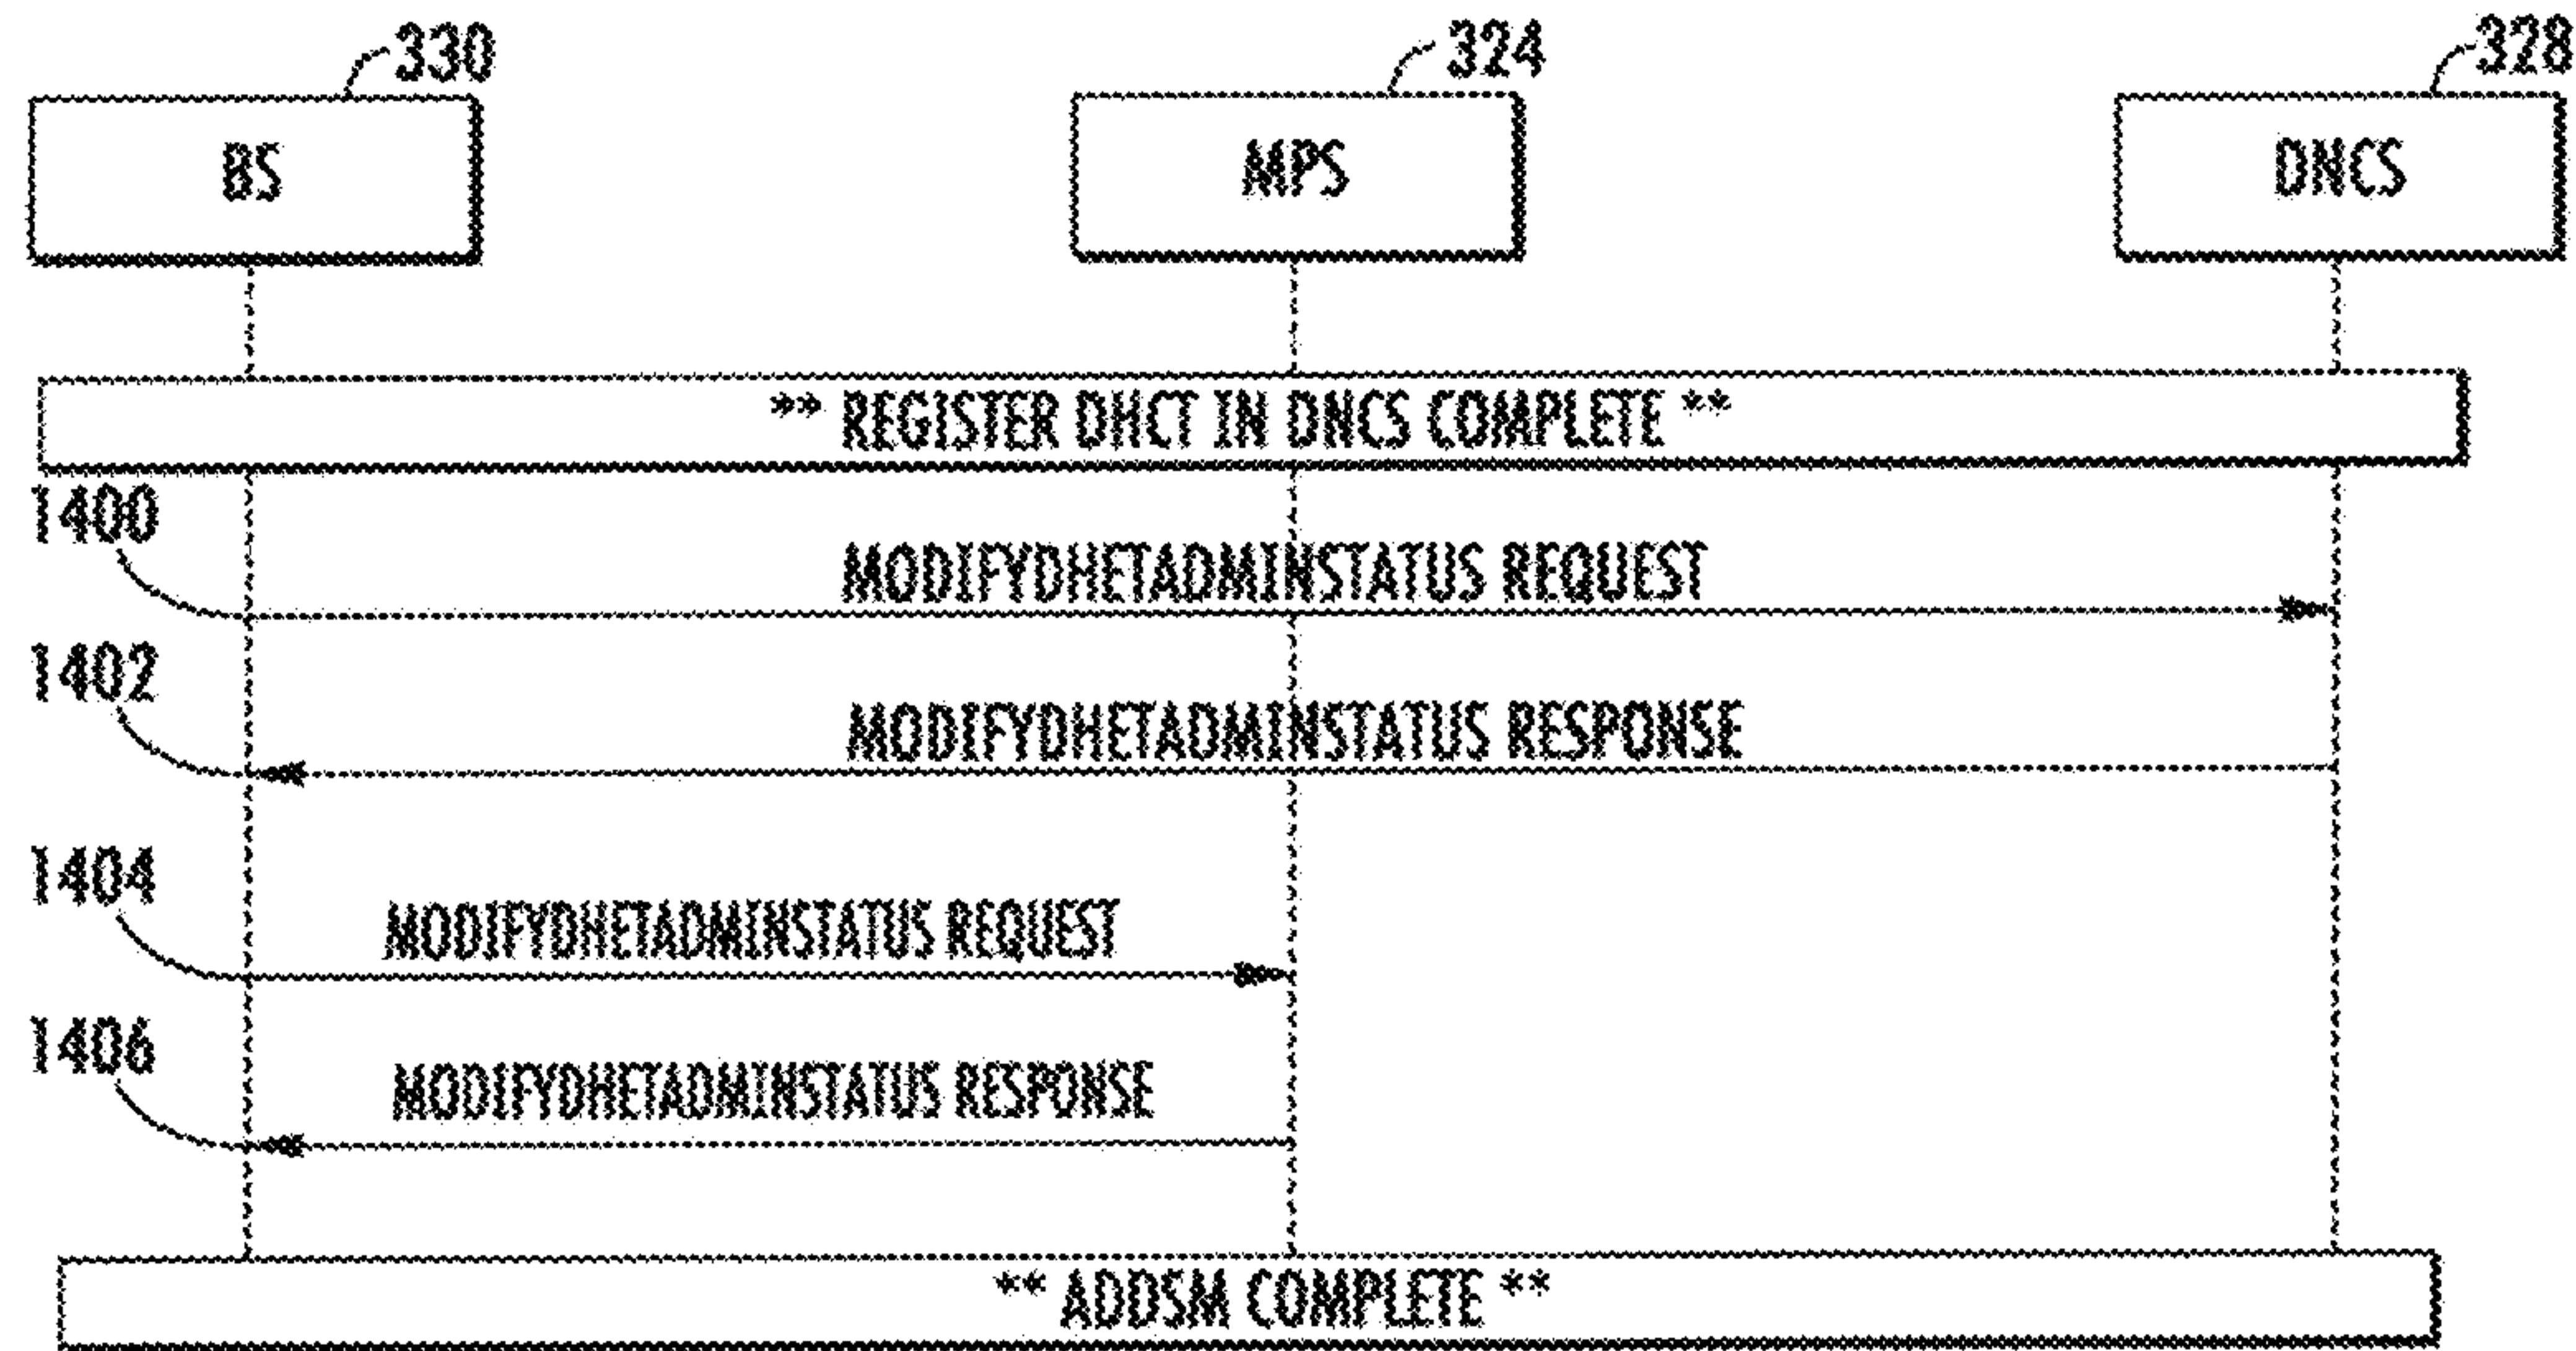 330
324
328
BS
MPS
DNCS
** REGISTER DHCT IN DNCS COMPLETE **
1400
MODIFYDHETADMINSTATUS REQUEST
1402
MODIFYDHETADMINSTATUS RESPONSE
1404
MODIFYDHETADMINSTATUS REQUEST
1406
MODIFYDHETADMINSTATUS RESPONSE
** ADDSM COMPLETE **